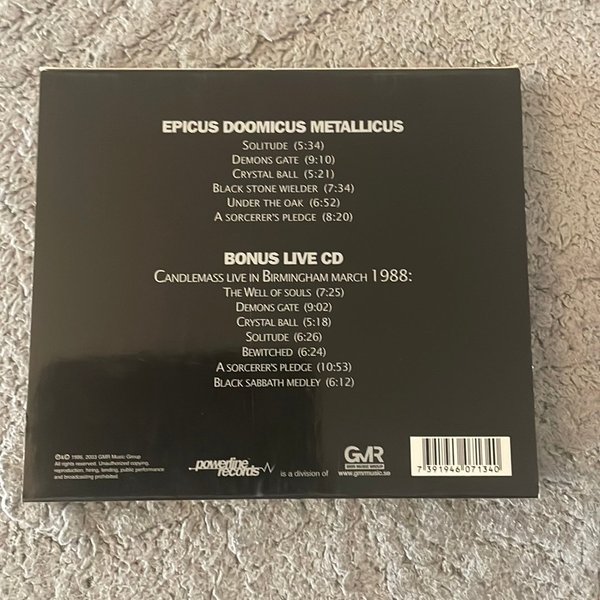 EPICUS DOOMICUS METALLICUS
SOLITUDE (5:34)
DEMONS GATE (9:10)
CRYSTAL BALL (5:21)
BLACK STONE WIELDER (7:34)
UNDER THE OAK (6:52)
A SORCERER'S PLEDGE (8:20)
BONUS LIVE CD
CANDLEMASS LIVE IN BIRMINGHAM MARCH 1988:
THE WELL OF SOULS (7:25)
DEMONS GATE (9:02)
CRYSTAL BALL (5:18)
SOLITUDE (6:26)
BEWITCHED (6:24)
A SORCERER'S PLEDGE (10:53)
BLACK SABBATH MEDLEY (6:12)
℗&© 1986, 2003 GMR Music Group
All rights reserved. Unauthorized copying,
reproduction, hiring, lending, public performance
and broadcasting prohibited.
powerline
records
is a division of
GMR
GMR MUSIC GROUP
www.gmrmusic.se
7 391946 071340